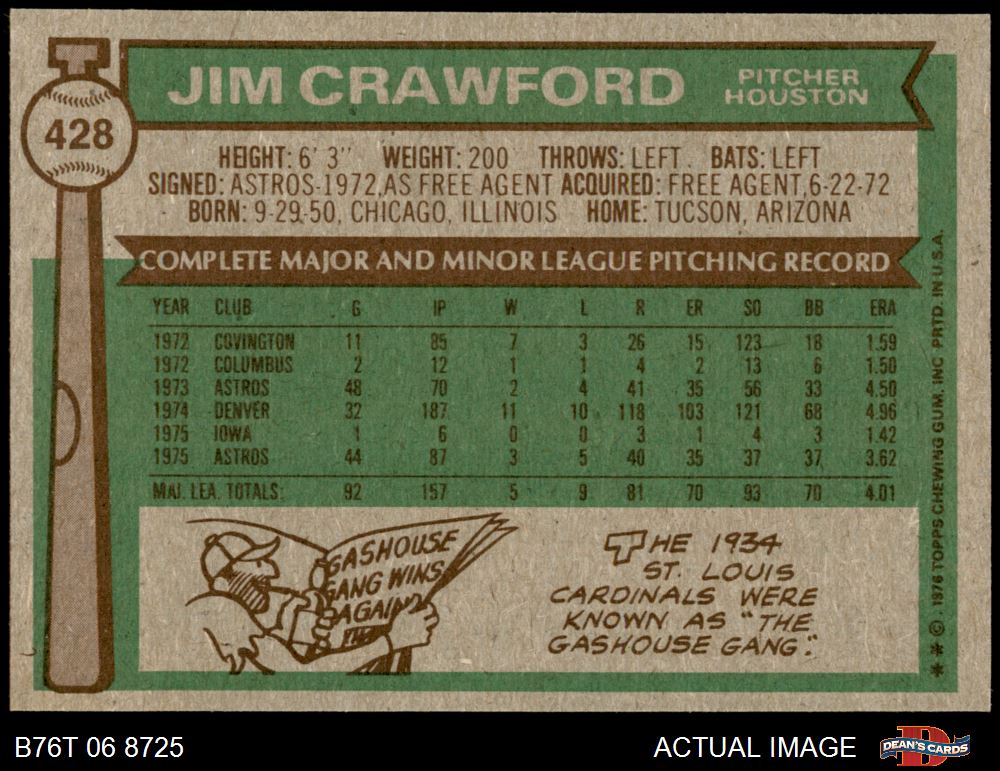 428
JIM CRAWFORD
PITCHER
HOUSTON
HEIGHT: 6' 3" WEIGHT: 200 THROWS: LEFT. BATS: LEFT
SIGNED: ASTROS-1972, AS FREE AGENT ACQUIRED: FREE AGENT, 6-22-72
BORN: 9-29-50, CHICAGO, ILLINOIS HOME: TUCSON, ARIZONA
COMPLETE MAJOR AND MINOR LEAGUE PITCHING RECORD
YEAR CLUB G IP W L R ER SO BB ERA
1972 COVINGTON 11 85 7 3 26 15 123 18 1.59
1972 COLUMBUS 2 12 1 1 4 2 13 6 1.50
1973 ASTROS 48 70 2 4 41 35 56 33 4.50
1974 DENVER 32 187 11 10 118 103 121 68 4.96
1975 IOWA 1 6 0 0 3 1 4 3 1.42
1975 ASTROS 44 87 3 5 40 35 37 37 3.62
MAJ. LEA. TOTALS: 92 157 5 9 81 70 93 70 4.01
GASHOUSE
GANG WINS
AGAIN
THE 1934
ST. LOUIS
CARDINALS WERE
KNOWN AS "THE
GASHOUSE GANG."
** © 1976 TOPPS CHEWING GUM, INC. PRTD. IN U.S.A.
B76T 06 8725
ACTUAL IMAGE
DEAN'S CARDS